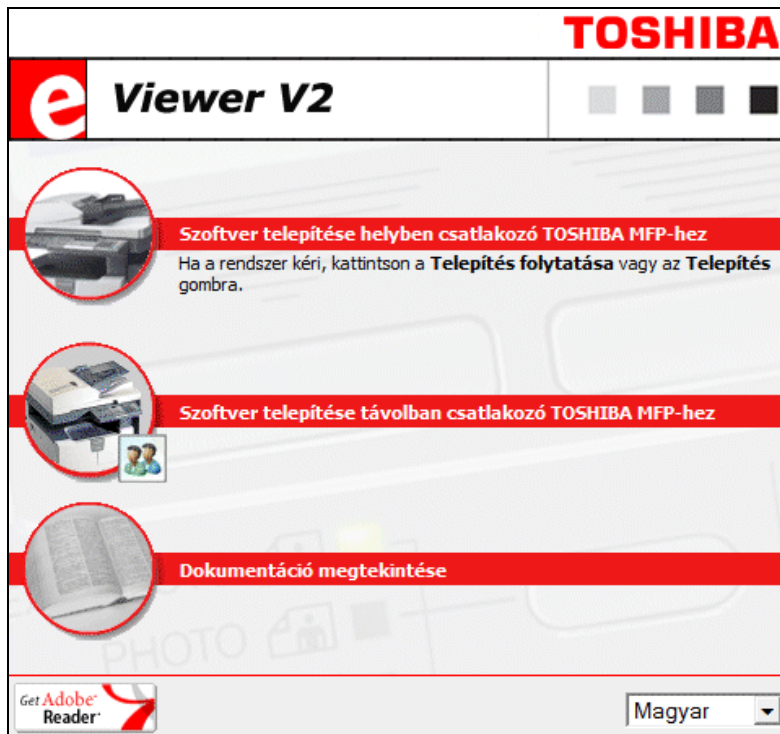 TOSHIBA
e Viewer V2
Szoftver telepítése helyben csatlakozó TOSHIBA MFP-hez
Ha a rendszer kéri, kattintson a Telepítés folytatása vagy az Telepítés
gombra.
Szoftver telepítése távolban csatlakozó TOSHIBA MFP-hez
Dokumentáció megtekintése
PHOTO
Get Adobe
Reader
Magyar